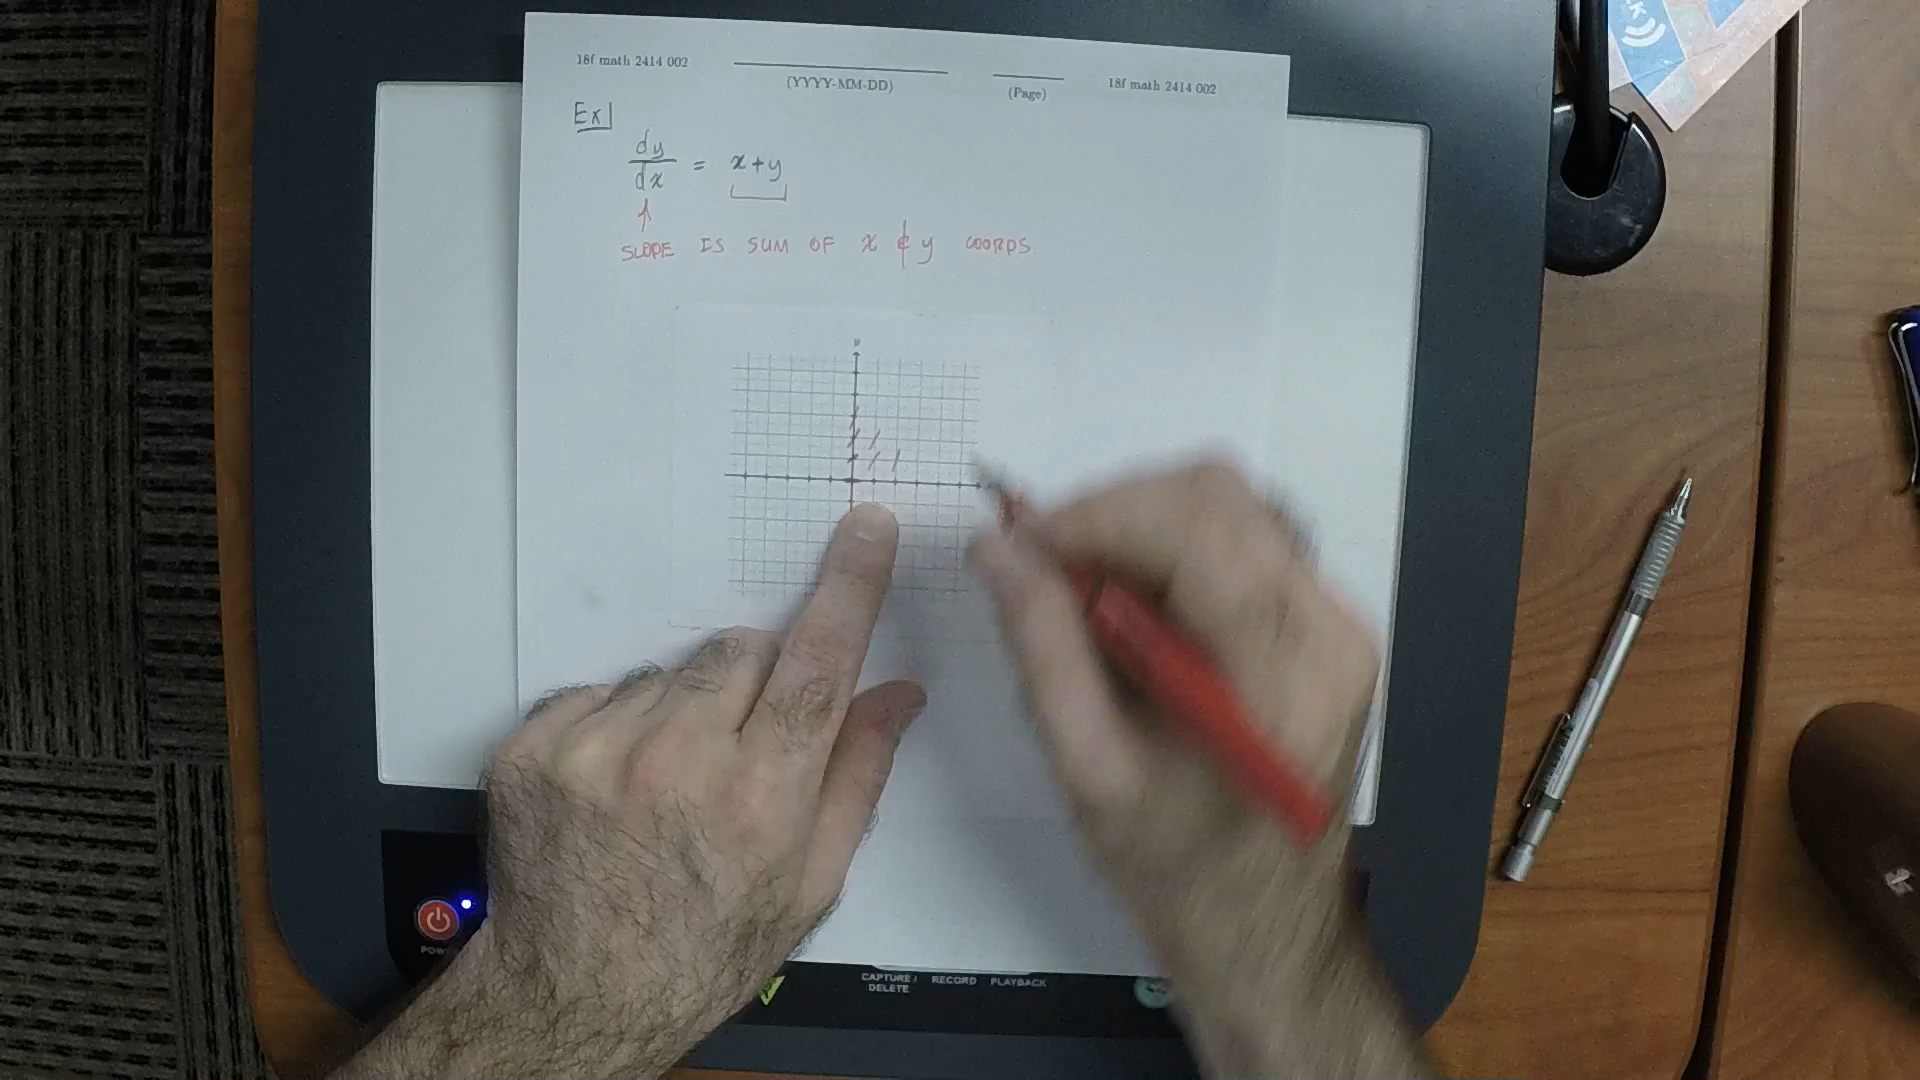 18f math 2414 002
(YYYY-MM-DD)
(Page)
18f math 2414 002
Ex 1
dy/dx = x+y
SLOPE IS SUM OF x & y COORDS.
y
CAPTURE / DELETE
RECORD
PLAYBACK